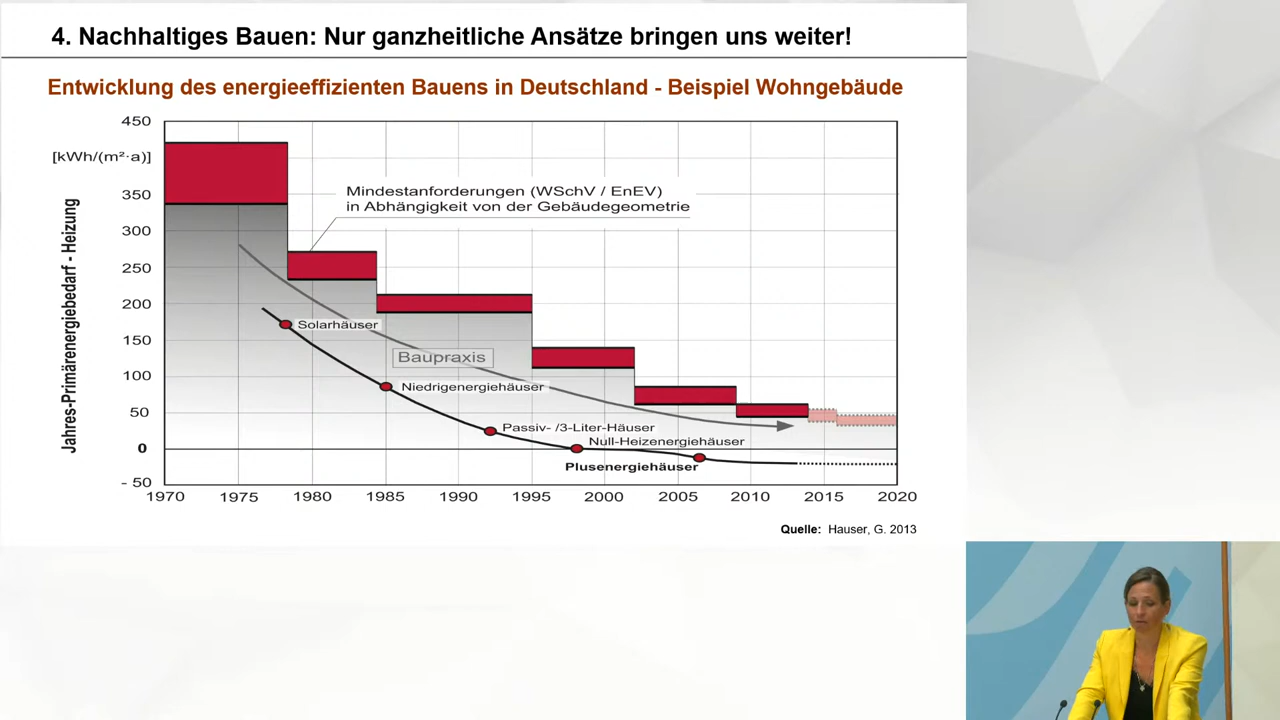 4. Nachhaltiges Bauen: Nur ganzheitliche Ansätze bringen uns weiter!
Entwicklung des energieeffizienten Bauens in Deutschland - Beispiel Wohngebäude
450
[kWh/(m²·a)]
350
300
250
200
150
100
50
0
- 50
Jahres-Primärenergiebedarf - Heizung
Mindestanforderungen (WSchV / EnEV)
in Abhängigkeit von der Gebäudegeometrie
Solarhäuser
Baupraxis
Niedrigenergiehäuser
Passiv- /3-Liter-Häuser
Null-Heizenergiehäuser
Plusenergiehäuser
1970 1975 1980 1985 1990 1995 2000 2005 2010 2015 2020
Quelle: Hauser, G. 2013